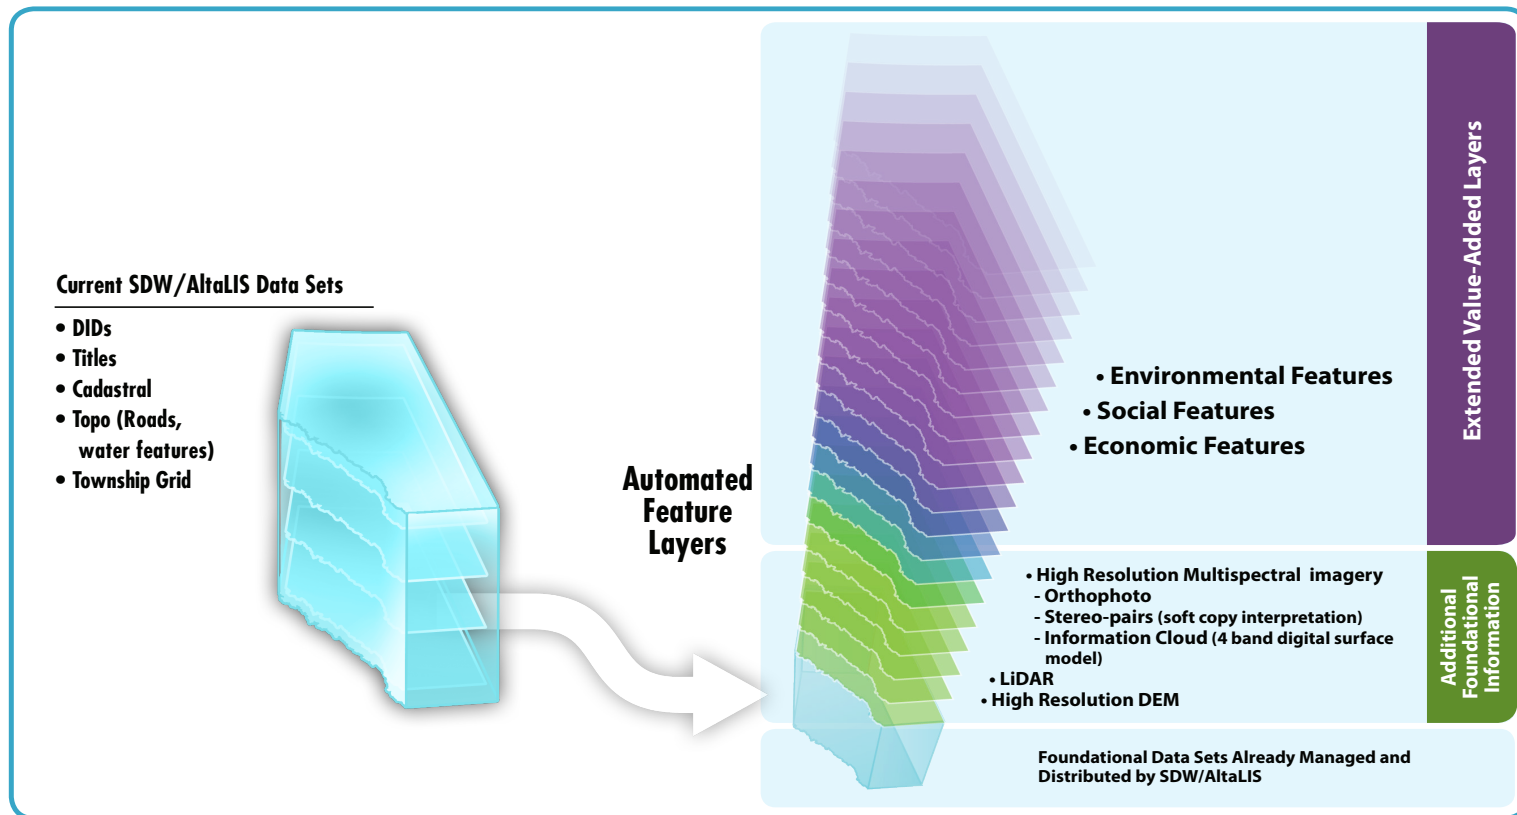 Current SDW/AltaLIS Data Sets
• DIDs
• Titles
• Cadastral
• Topo (Roads,
water features)
• Township Grid
Automated
Feature
Layers
• Environmental Features
• Social Features
• Economic Features
Extended Value-Added Layers
• High Resolution Multispectral imagery
- Orthophoto
- Stereo-pairs (soft copy interpretation)
- Information Cloud (4 band digital surface
model)
• LiDAR
• High Resolution DEM
Additional
Foundational
Information
Foundational Data Sets Already Managed and
Distributed by SDW/AltaLIS